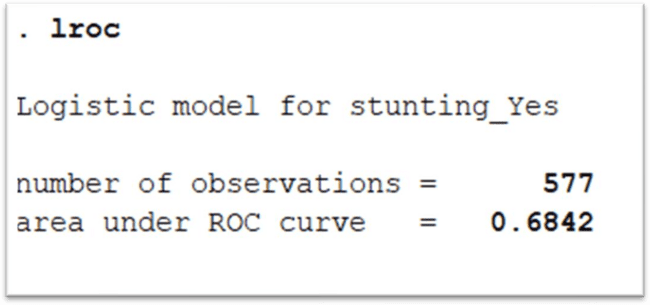 . lroc
Logistic model for stunting_Yes
number of observations = 577
area under ROC curve = 0.6842